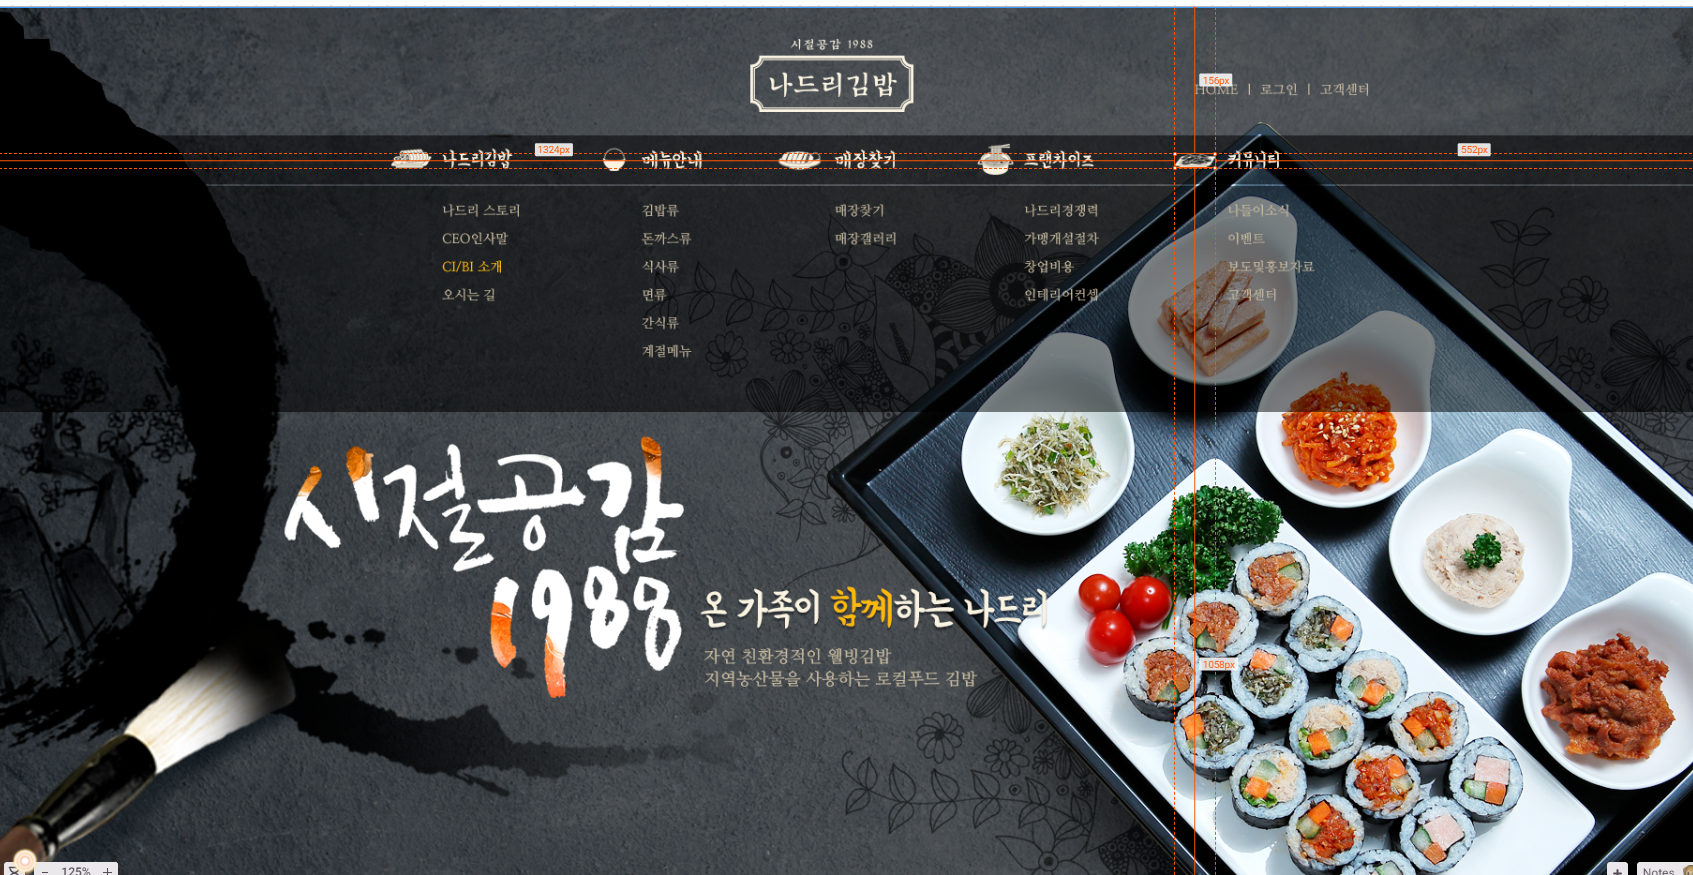 시절공감 1988
나드리김밥
156px
HOME | 로그인 | 고객센터
나드리김밥 1324px 메뉴안내 매장찾기 프랜차이즈 커뮤니티 552px
나드리 스토리 김밥류 매장찾기 나드리경쟁력 나들이소식
CEO인사말 돈까스류 매장갤러리 가맹개설절차 이벤트
CI/BI 소개 식사류 창업비용 보도및홍보자료
오시는 길 면류 인테리어컨셉 고객센터
간식류
계절메뉴
시절공감
1988
온 가족이 함께하는 나드리
자연 친환경적인 웰빙김밥
1058px
지역농산물을 사용하는 로컬푸드 김밥
− 125% +
+ Notes